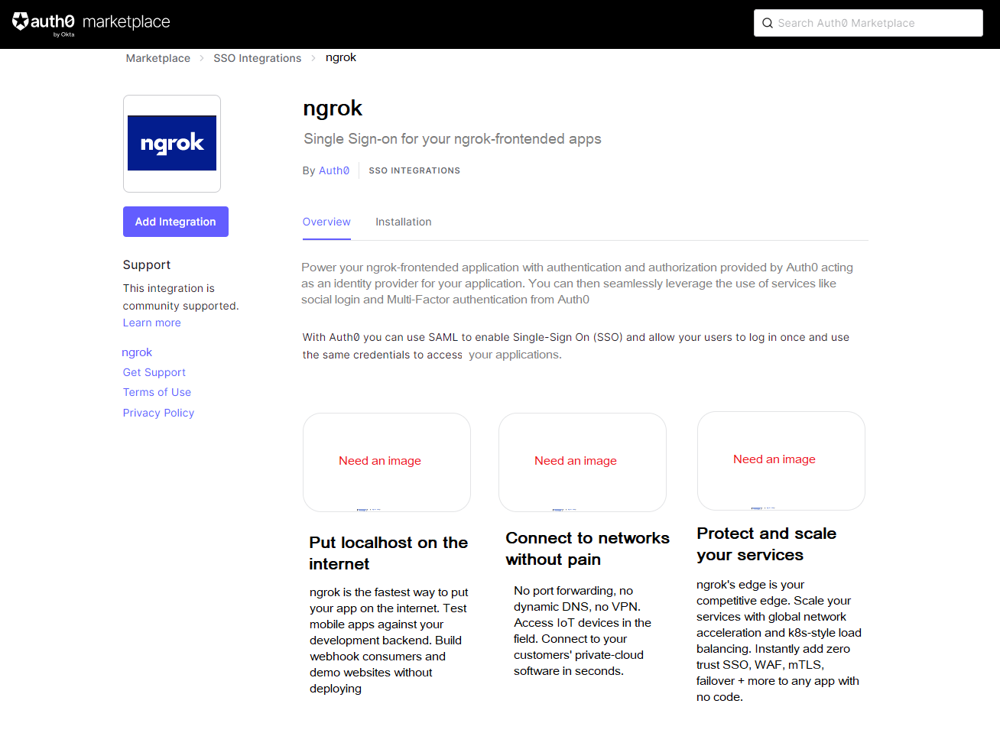 auth0 marketplace
by Okta
Search Auth0 Marketplace
Marketplace > SSO Integrations > ngrok
ngrok
Add Integration
Support
This integration is
community supported.
Learn more
ngrok
Get Support
Terms of Use
Privacy Policy
ngrok
Single Sign-on for your ngrok-frontended apps
By Auth0 SSO INTEGRATIONS
Overview Installation
Power your ngrok-frontended application with authentication and authorization provided by Auth0 acting
as an identity provider for your application. You can then seamlessly leverage the use of services like
social login and Multi-Factor authentication from Auth0
With Auth0 you can use SAML to enable Single-Sign On (SSO) and allow your users to log in once and use
the same credentials to access your applications.
Need an image
Put localhost on the
internet
ngrok is the fastest way to put
your app on the internet. Test
mobile apps against your
development backend. Build
webhook consumers and
demo websites without
deploying
Need an image
Connect to networks
without pain
No port forwarding, no
dynamic DNS, no VPN.
Access IoT devices in the
field. Connect to your
customers' private-cloud
software in seconds.
Need an image
Protect and scale
your services
ngrok's edge is your
competitive edge. Scale your
services with global network
acceleration and k8s-style load
balancing. Instantly add zero
trust SSO, WAF, mTLS,
failover + more to any app with
no code.